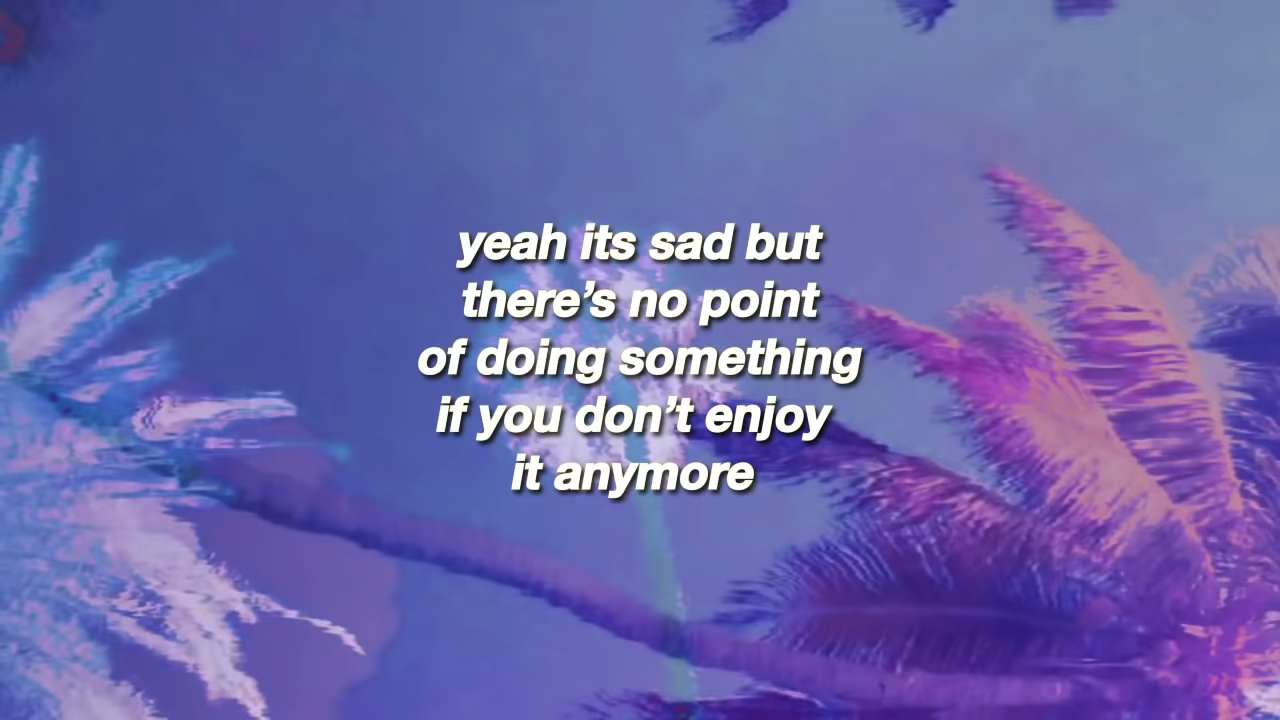 yeah its sad but
there’s no point
of doing something
if you don’t enjoy
it anymore